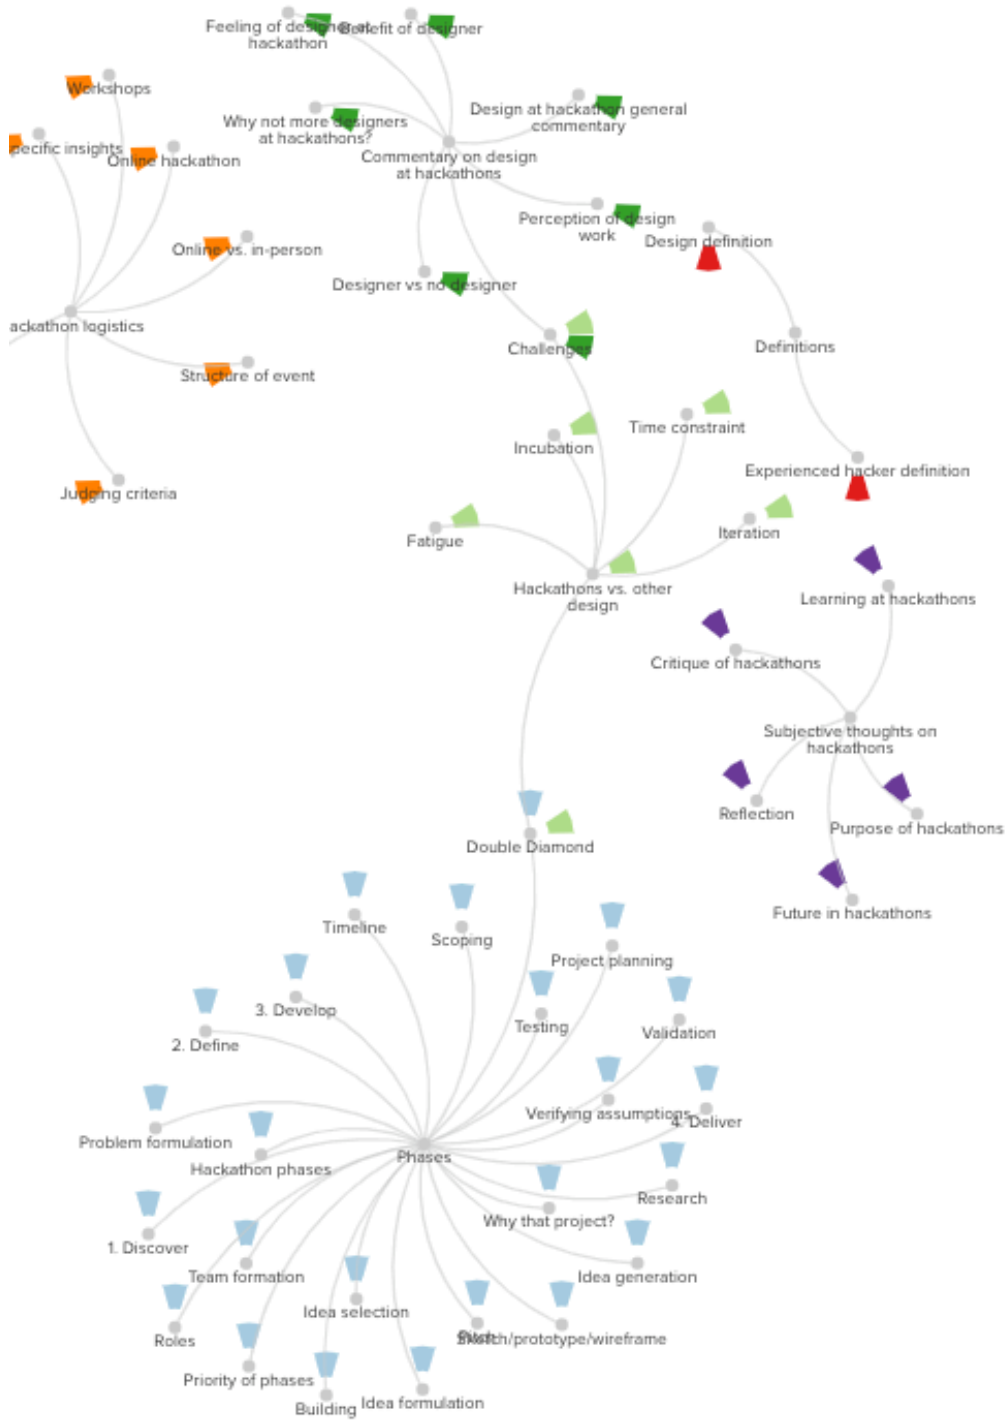 Feeling of designer at
hackathon
Benefit of designer
Workshops
Design at hackathon general
commentary
Why not more designers
at hackathons?
pecific insights
Online hackathon
Commentary on design
at hackathons
Perception of design
work
Design definition
Online vs. in-person
Designer vs no designer
ackathon logistics
Challenges
Definitions
Structure of event
Time constraint
Incubation
Experienced hacker definition
Judging criteria
Fatigue
Iteration
Hackathons vs. other
design
Learning at hackathons
Critique of hackathons
Subjective thoughts on
hackathons
Reflection
Purpose of hackathons
Double Diamond
Future in hackathons
Timeline
Scoping
Project planning
3. Develop
Testing
Validation
2. Define
Verifying assumptions
4. Deliver
Problem formulation
Hackathon phases
Phases
Research
Why that project?
1. Discover
Team formation
Idea generation
Idea selection
Roles
Pitch
Sketch/prototype/wireframe
Priority of phases
Building
Idea formulation